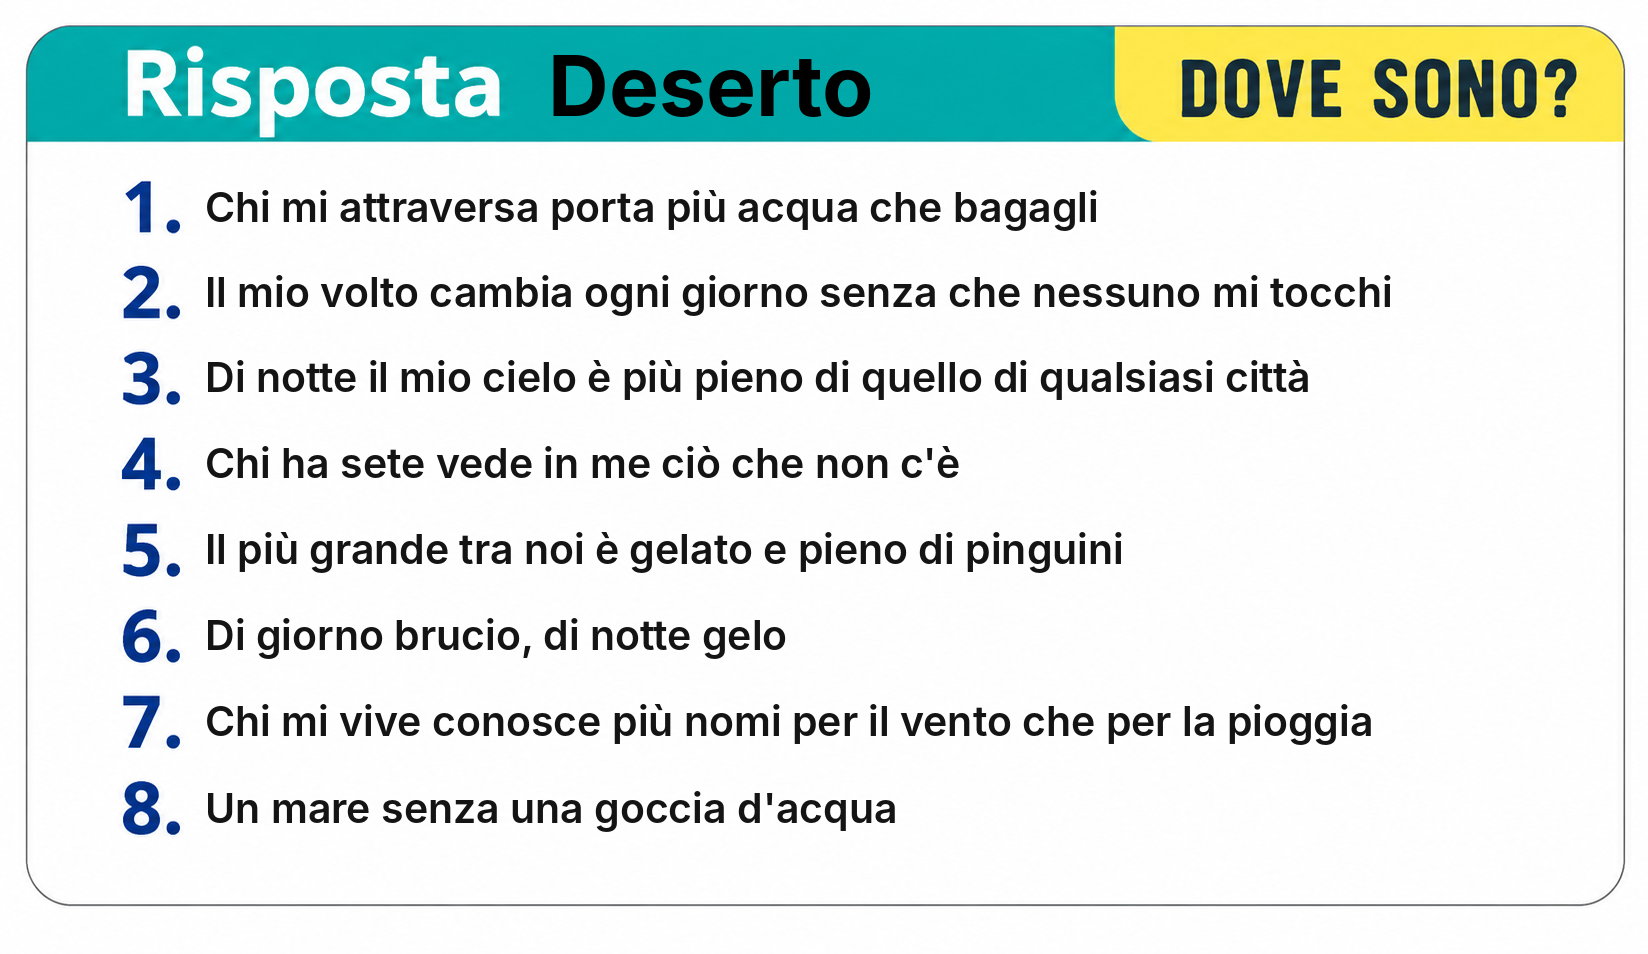 Risposta Deserto
DOVE SONO?
1. Chi mi attraversa porta più acqua che bagagli
2. Il mio volto cambia ogni giorno senza che nessuno mi tocchi
3. Di notte il mio cielo è più pieno di quello di qualsiasi città
4. Chi ha sete vede in me ciò che non c'è
5. Il più grande tra noi è gelato e pieno di pinguini
6. Di giorno brucio, di notte gelo
7. Chi mi vive conosce più nomi per il vento che per la pioggia
8. Un mare senza una goccia d'acqua